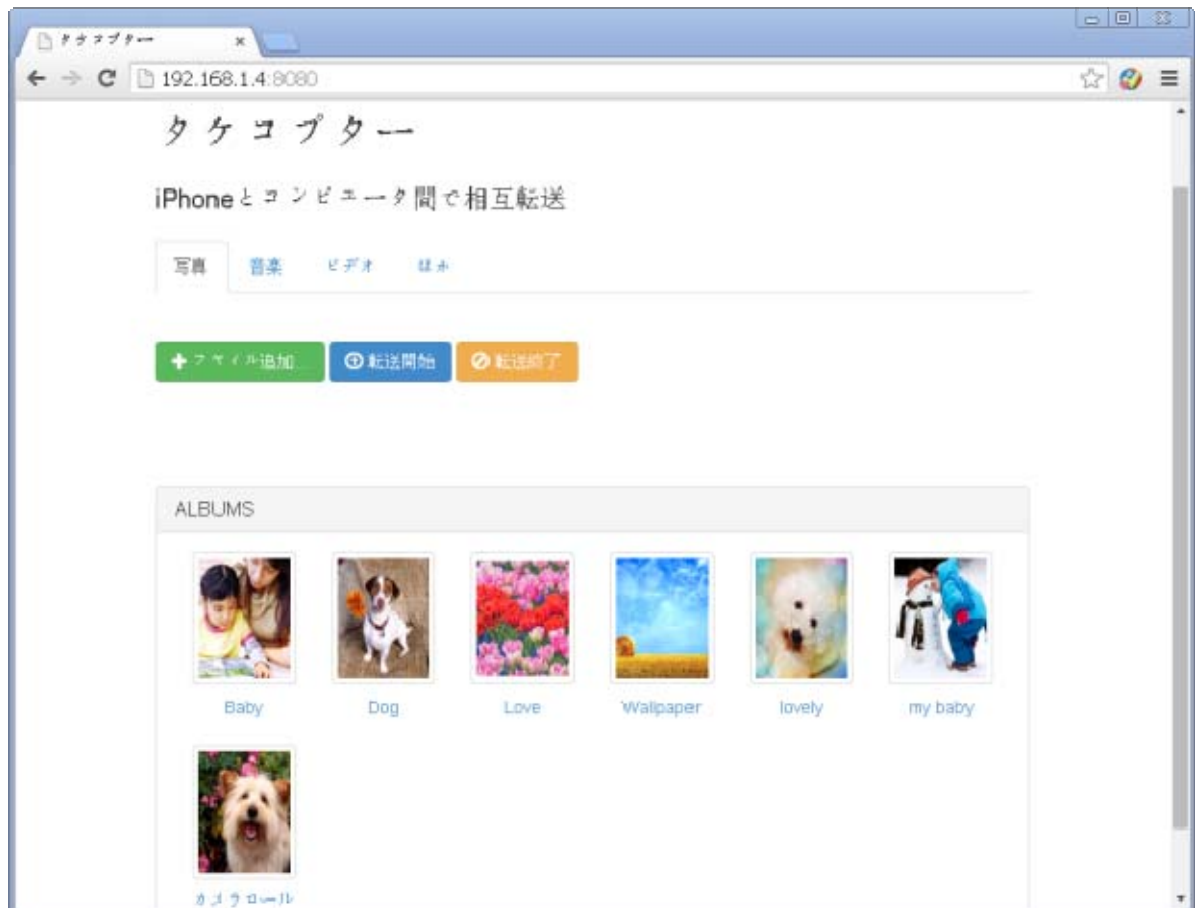 タケコプター
192.168.1.4:8080
タケコプター
iPhoneとコンピエータ間で相互転送
写真 音楽 ビデオ ほか
ファイル追加... 転送開始 転送終了
ALBUMS
Baby Dog Love Wallpaper lovely my baby
カメラロール